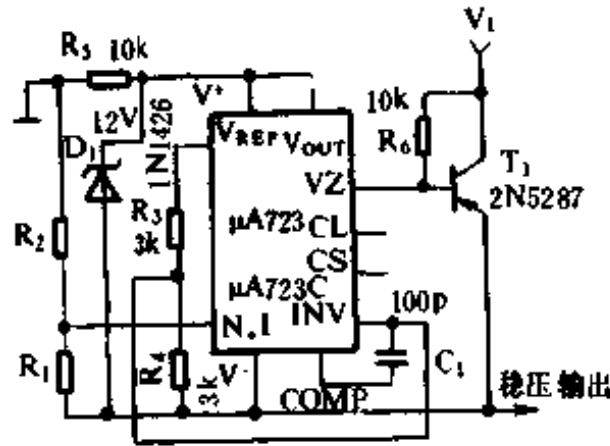 R₅ 10k
V₁
V⁺
12V
D₁
1N1426
10k
R₆
VREF
VOUT
VZ
T₁
2N5287
R₂
R₃
3k
μA723
CL
CS
μA723C
INV
100p
N.I
R₁
R₄
3k
V⁻
COMP
C₁
稳压输出